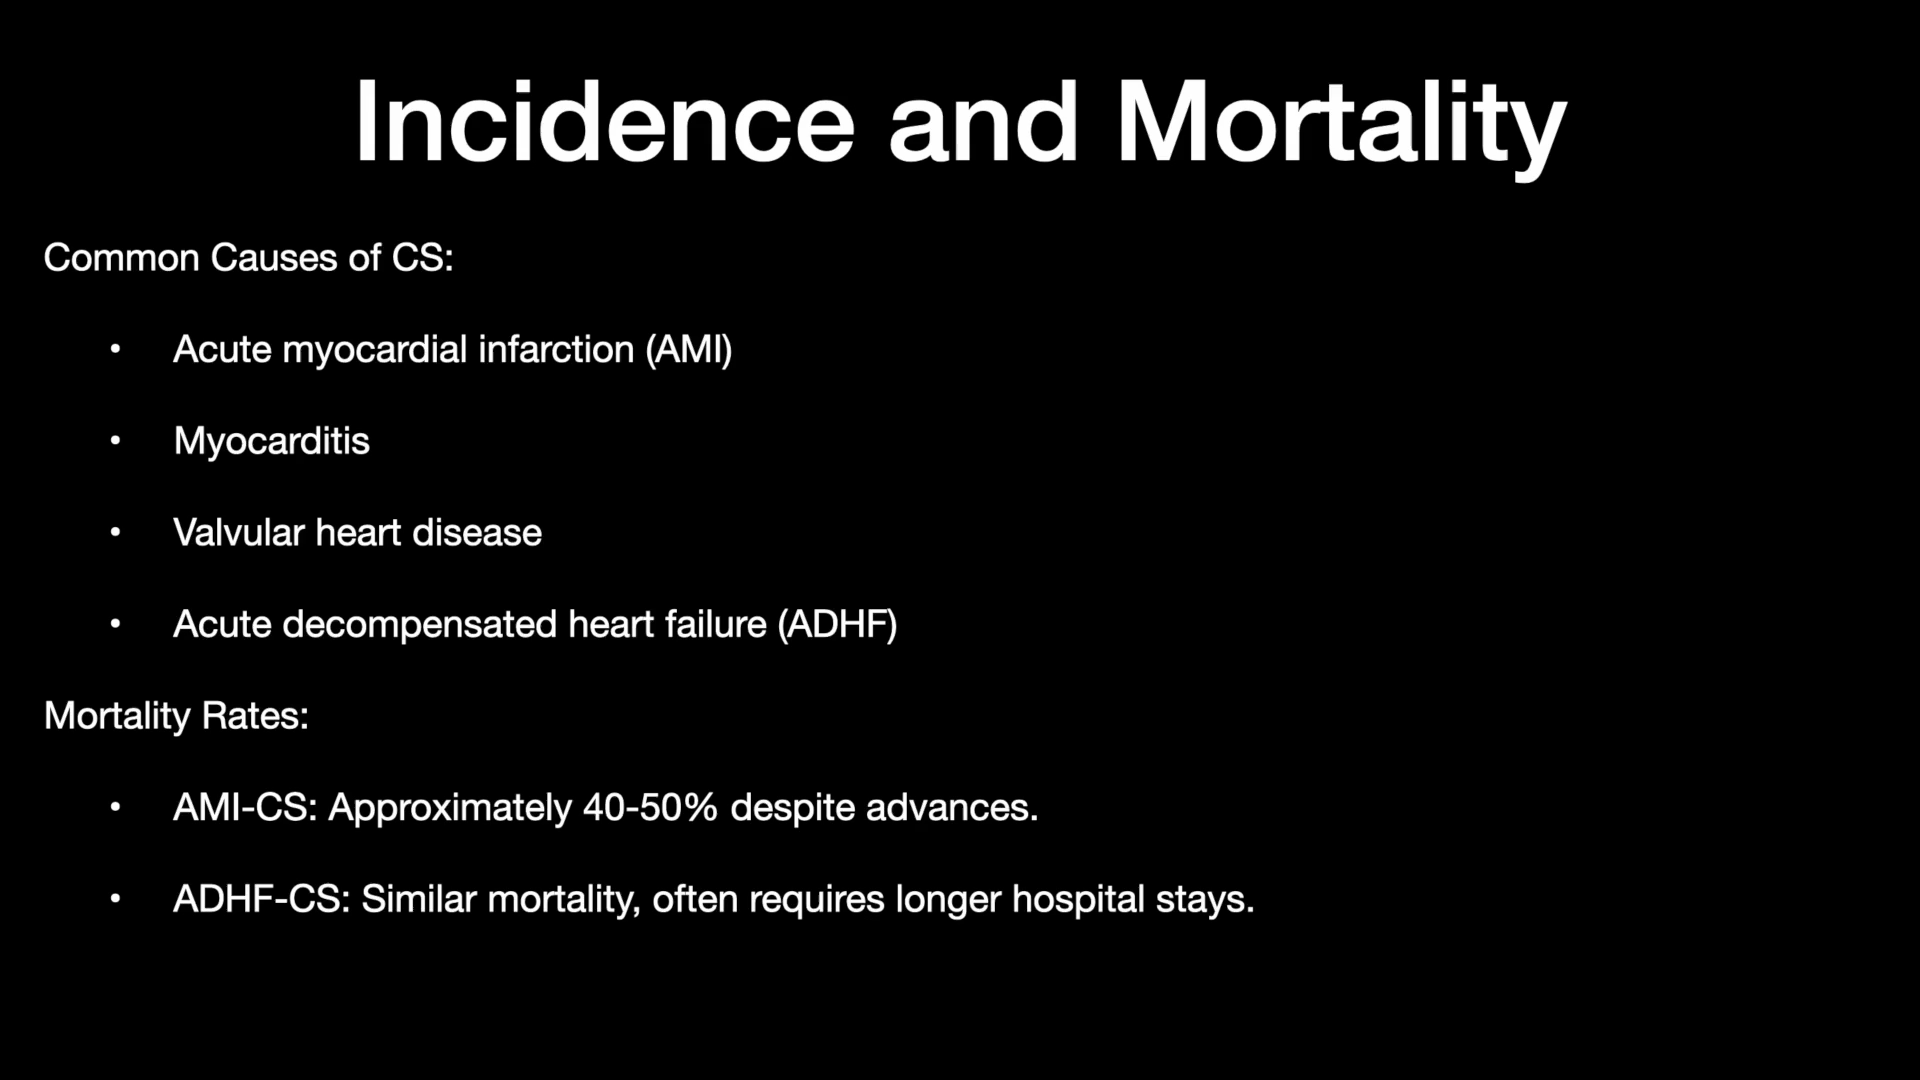 Incidence and Mortality
Common Causes of CS:
• Acute myocardial infarction (AMI)
• Myocarditis
• Valvular heart disease
• Acute decompensated heart failure (ADHF)
Mortality Rates:
• AMI-CS: Approximately 40-50% despite advances.
• ADHF-CS: Similar mortality, often requires longer hospital stays.